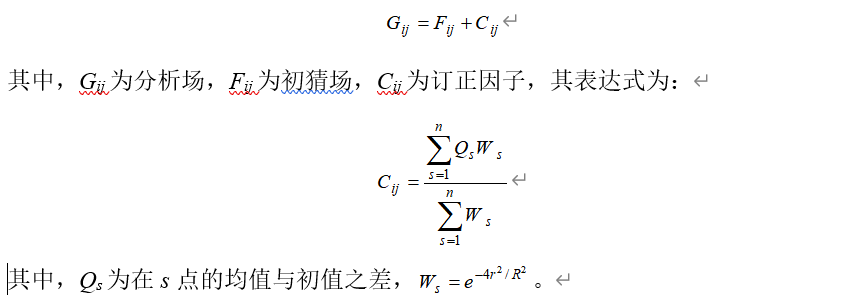 G_{ij} = F_{ij} + C_{ij}↵
其中，G_{ij}为分析场，F_{ij}为初猜场，C_{ij}为订正因子，其表达式为：↵
C_{ij} = \frac{\sum_{s=1}^{n} Q_s W_s}{\sum_{s=1}^{n} W_s}↵
其中，Q_s为在 s 点的均值与初值之差，W_s = e^{-4r^2/R^2}。↵